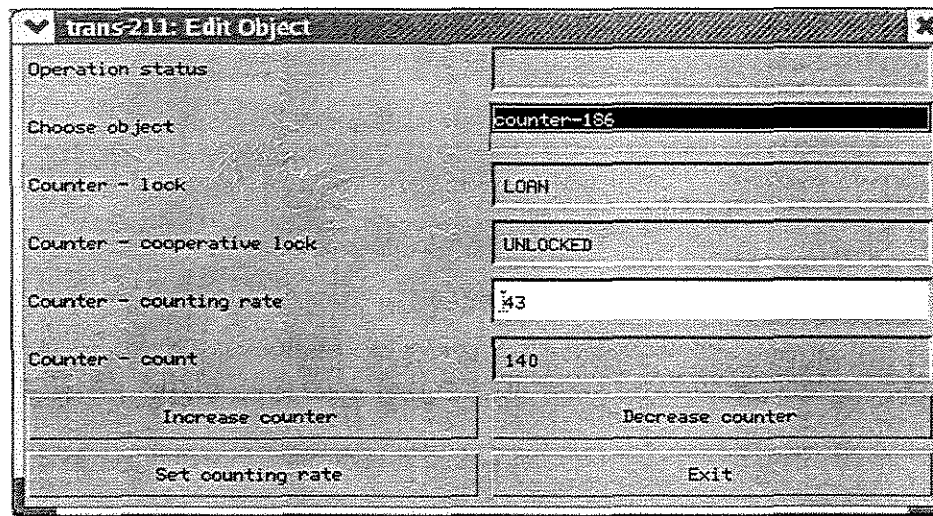 trans-211: Edit Object
Operation status
Choose object counter-186
Counter - lock LOAN
Counter - cooperative lock UNLOCKED
Counter - counting rate 43
Counter - count 140
Increase counter Decrease counter
Set counting rate Exit